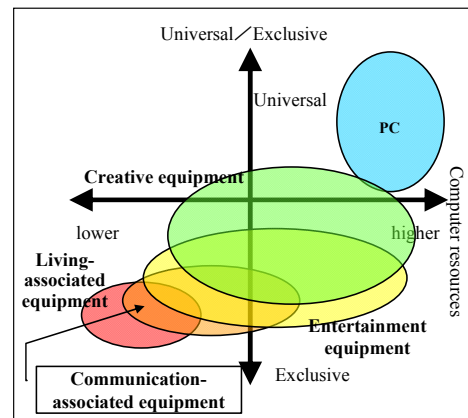 Universal／Exclusive
Universal
PC
Creative equipment
lower
higher
Computer resources
Living-
associated
equipment
Entertainment
equipment
Communication-
associated equipment
Exclusive